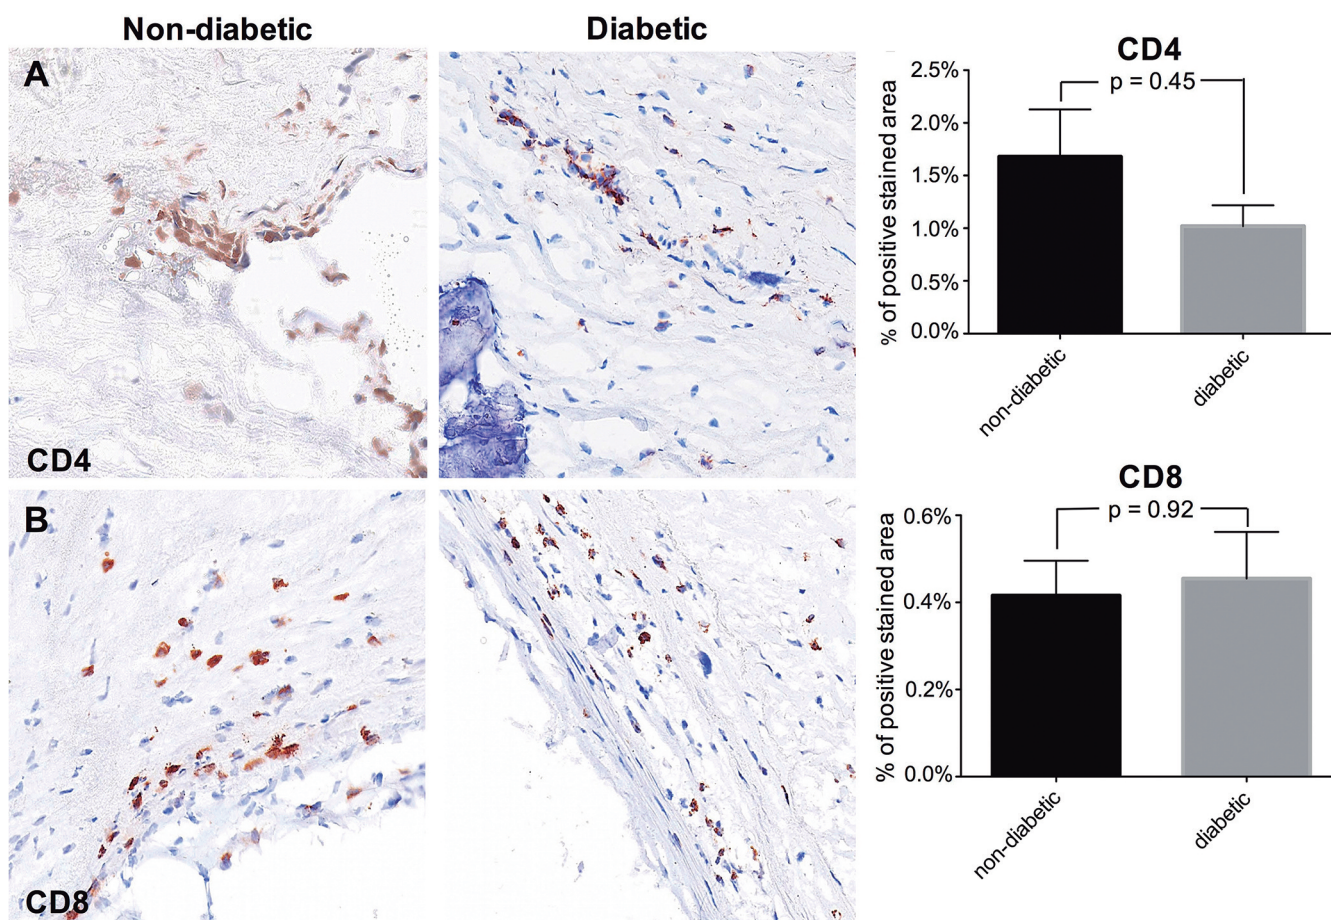 Non-diabetic
Diabetic
A
CD4
B
CD8
CD4
% of positive stained area
2.5%
2.0%
1.5%
1.0%
0.5%
0.0%
p = 0.45
non-diabetic
diabetic
CD8
% of positive stained area
0.6%
0.4%
0.2%
0.0%
p = 0.92
non-diabetic
diabetic